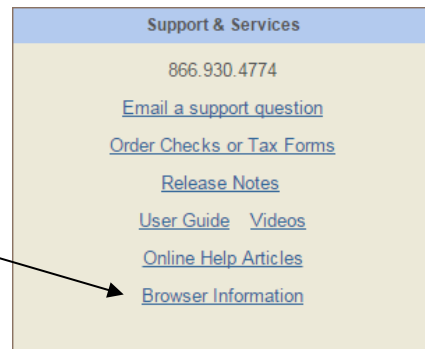 Support & Services
866.930.4774
Email a support question
Order Checks or Tax Forms
Release Notes
User Guide Videos
Online Help Articles
Browser Information